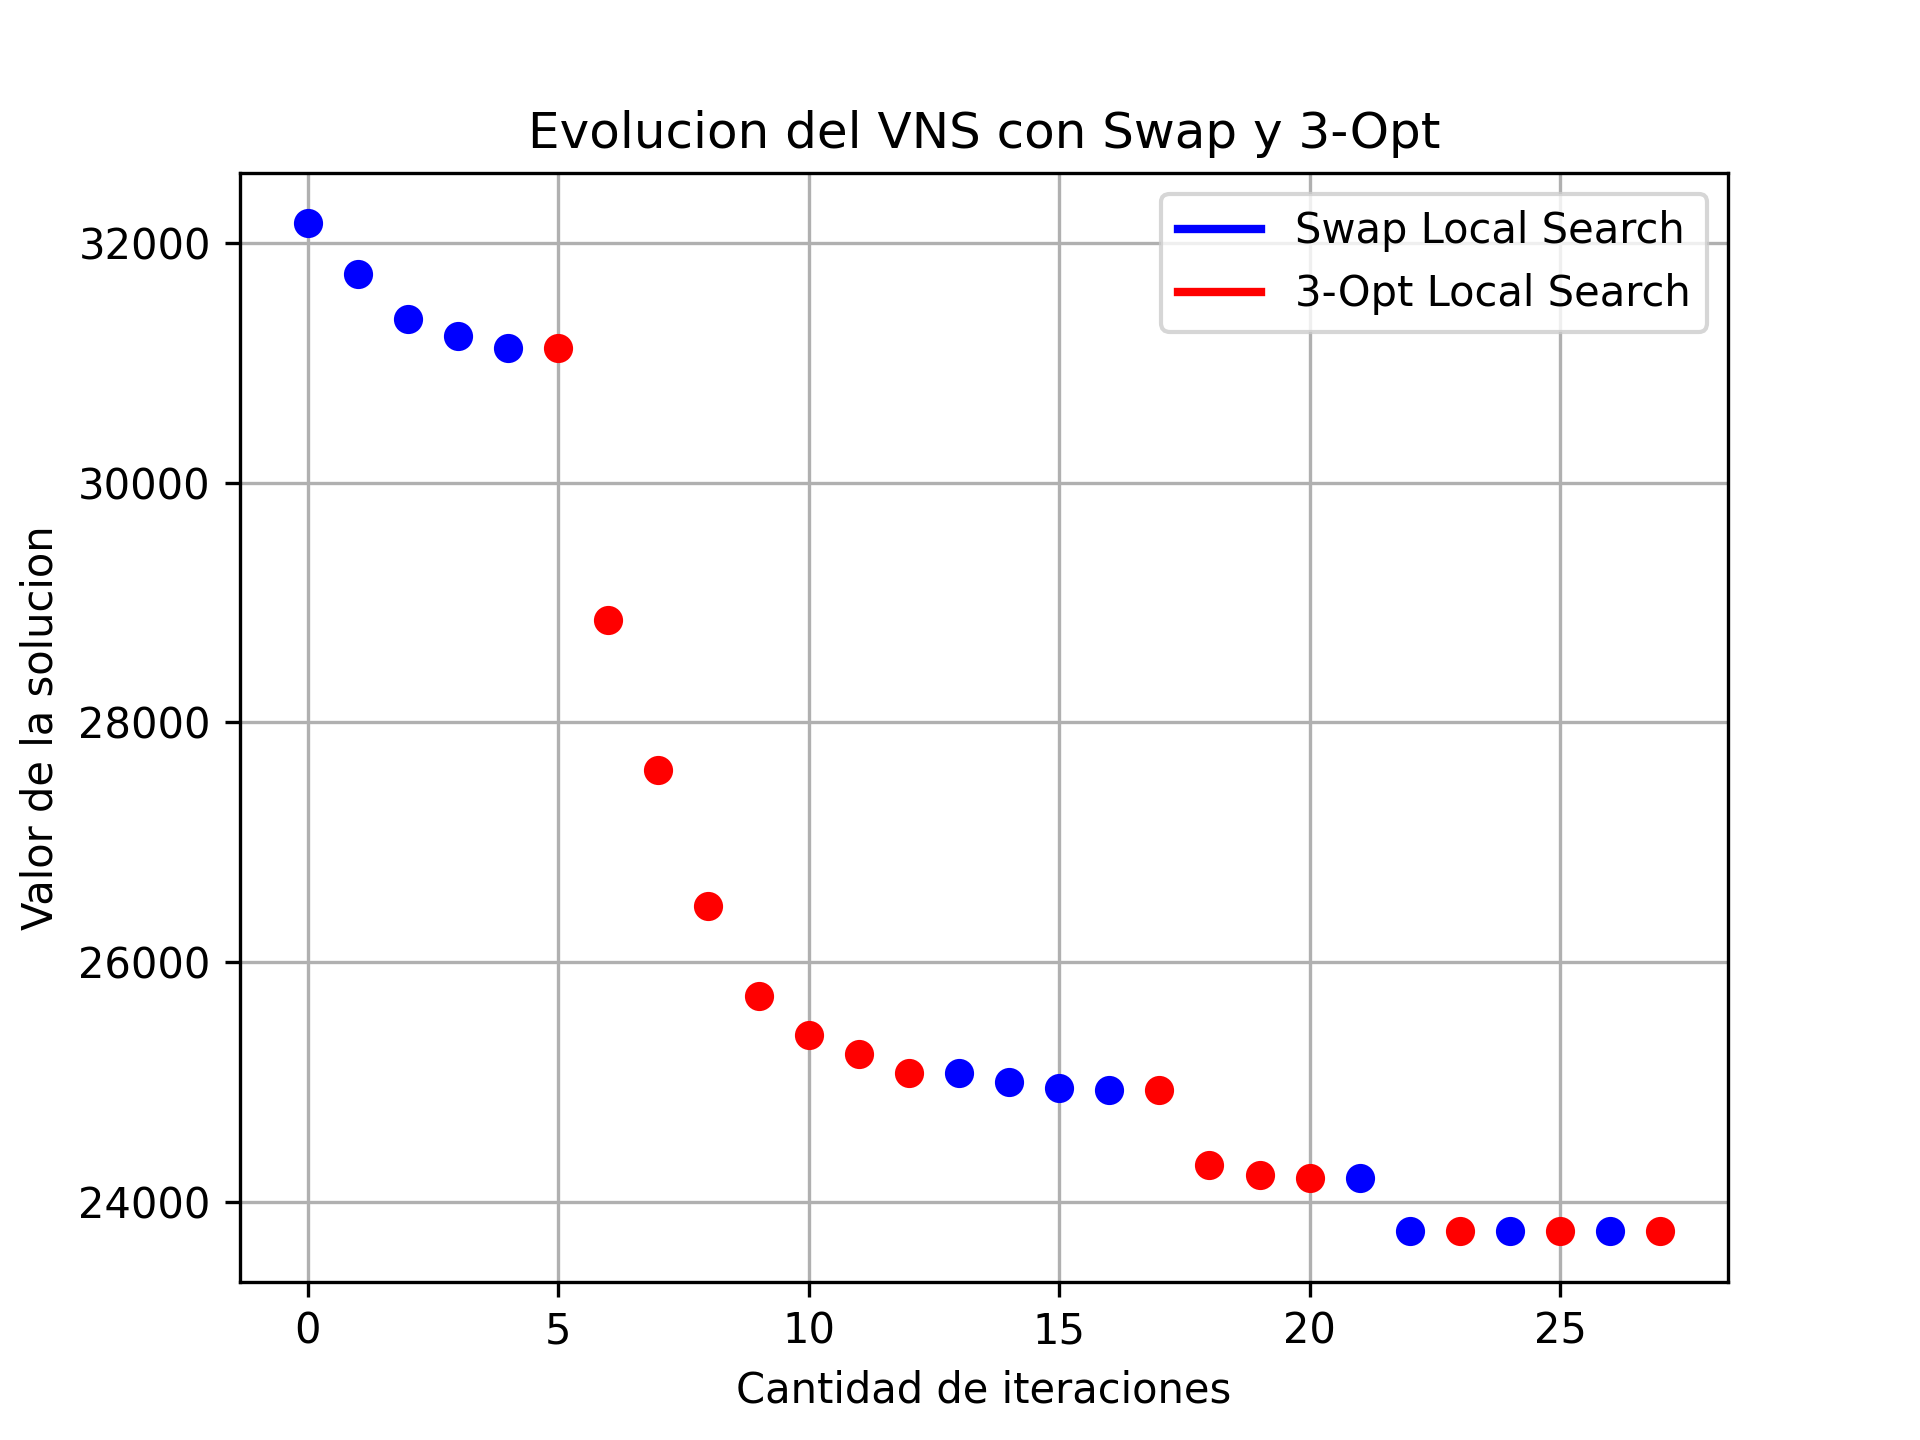 Evolucion del VNS con Swap y 3-Opt
Swap Local Search
3-Opt Local Search
Valor de la solucion
32000
30000
28000
26000
24000
0 5 10 15 20 25
Cantidad de iteraciones